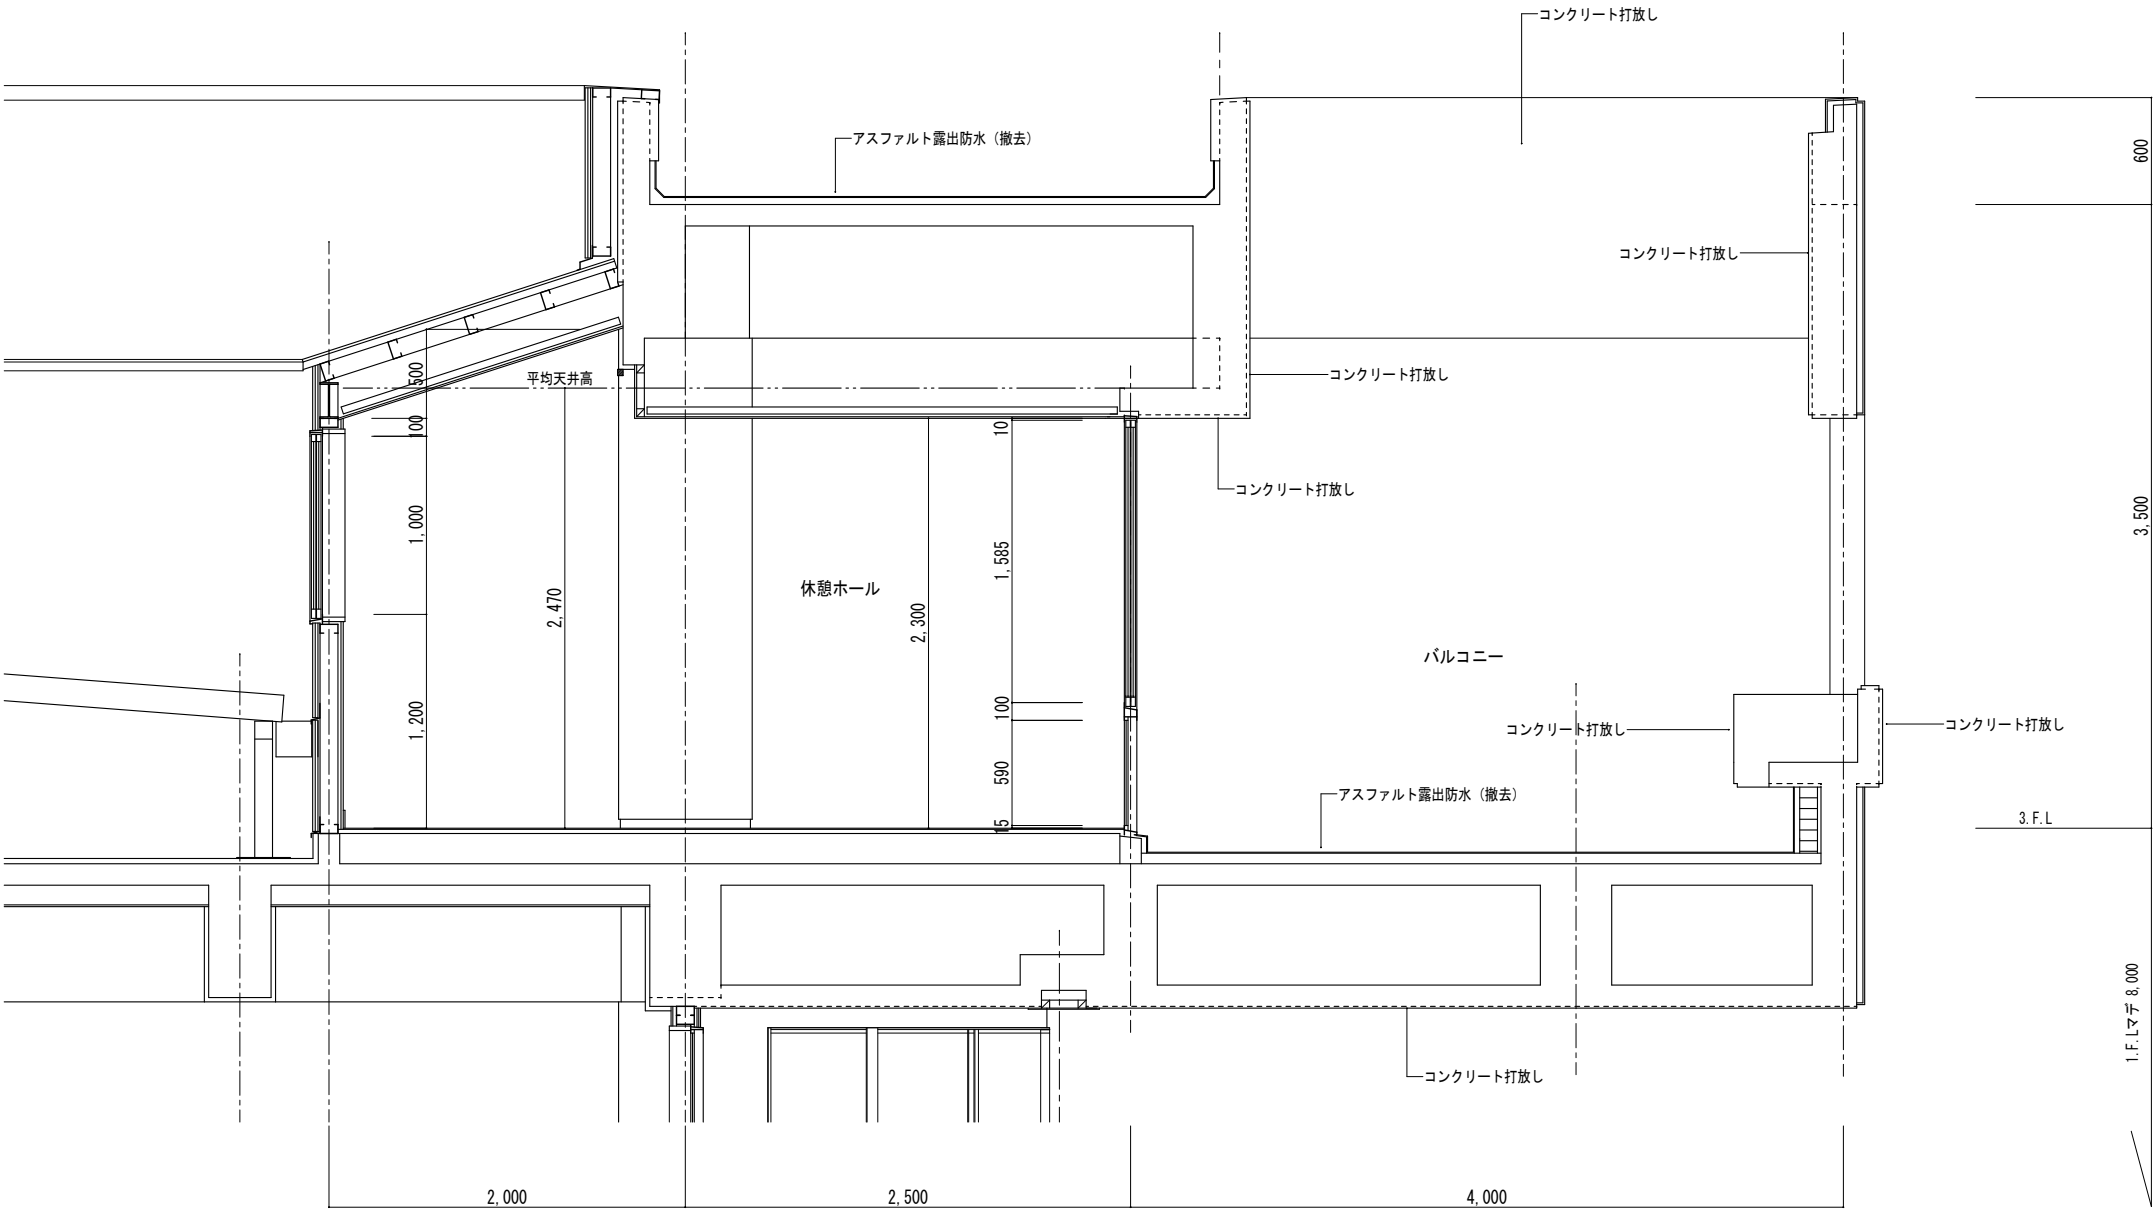 コンクリート打放し
アスファルト露出防水（撤去）
600
コンクリート打放し
500
平均天井高
コンクリート打放し
100
10
コンクリート打放し
1,000
1,585
3,500
休憩ホール
2,470
2,300
バルコニー
1,200
100
コンクリート打放し
コンクリート打放し
590
アスファルト露出防水（撤去）
15
3.F.L
1.F.Lマデ 8,000
コンクリート打放し
2,000
2,500
4,000